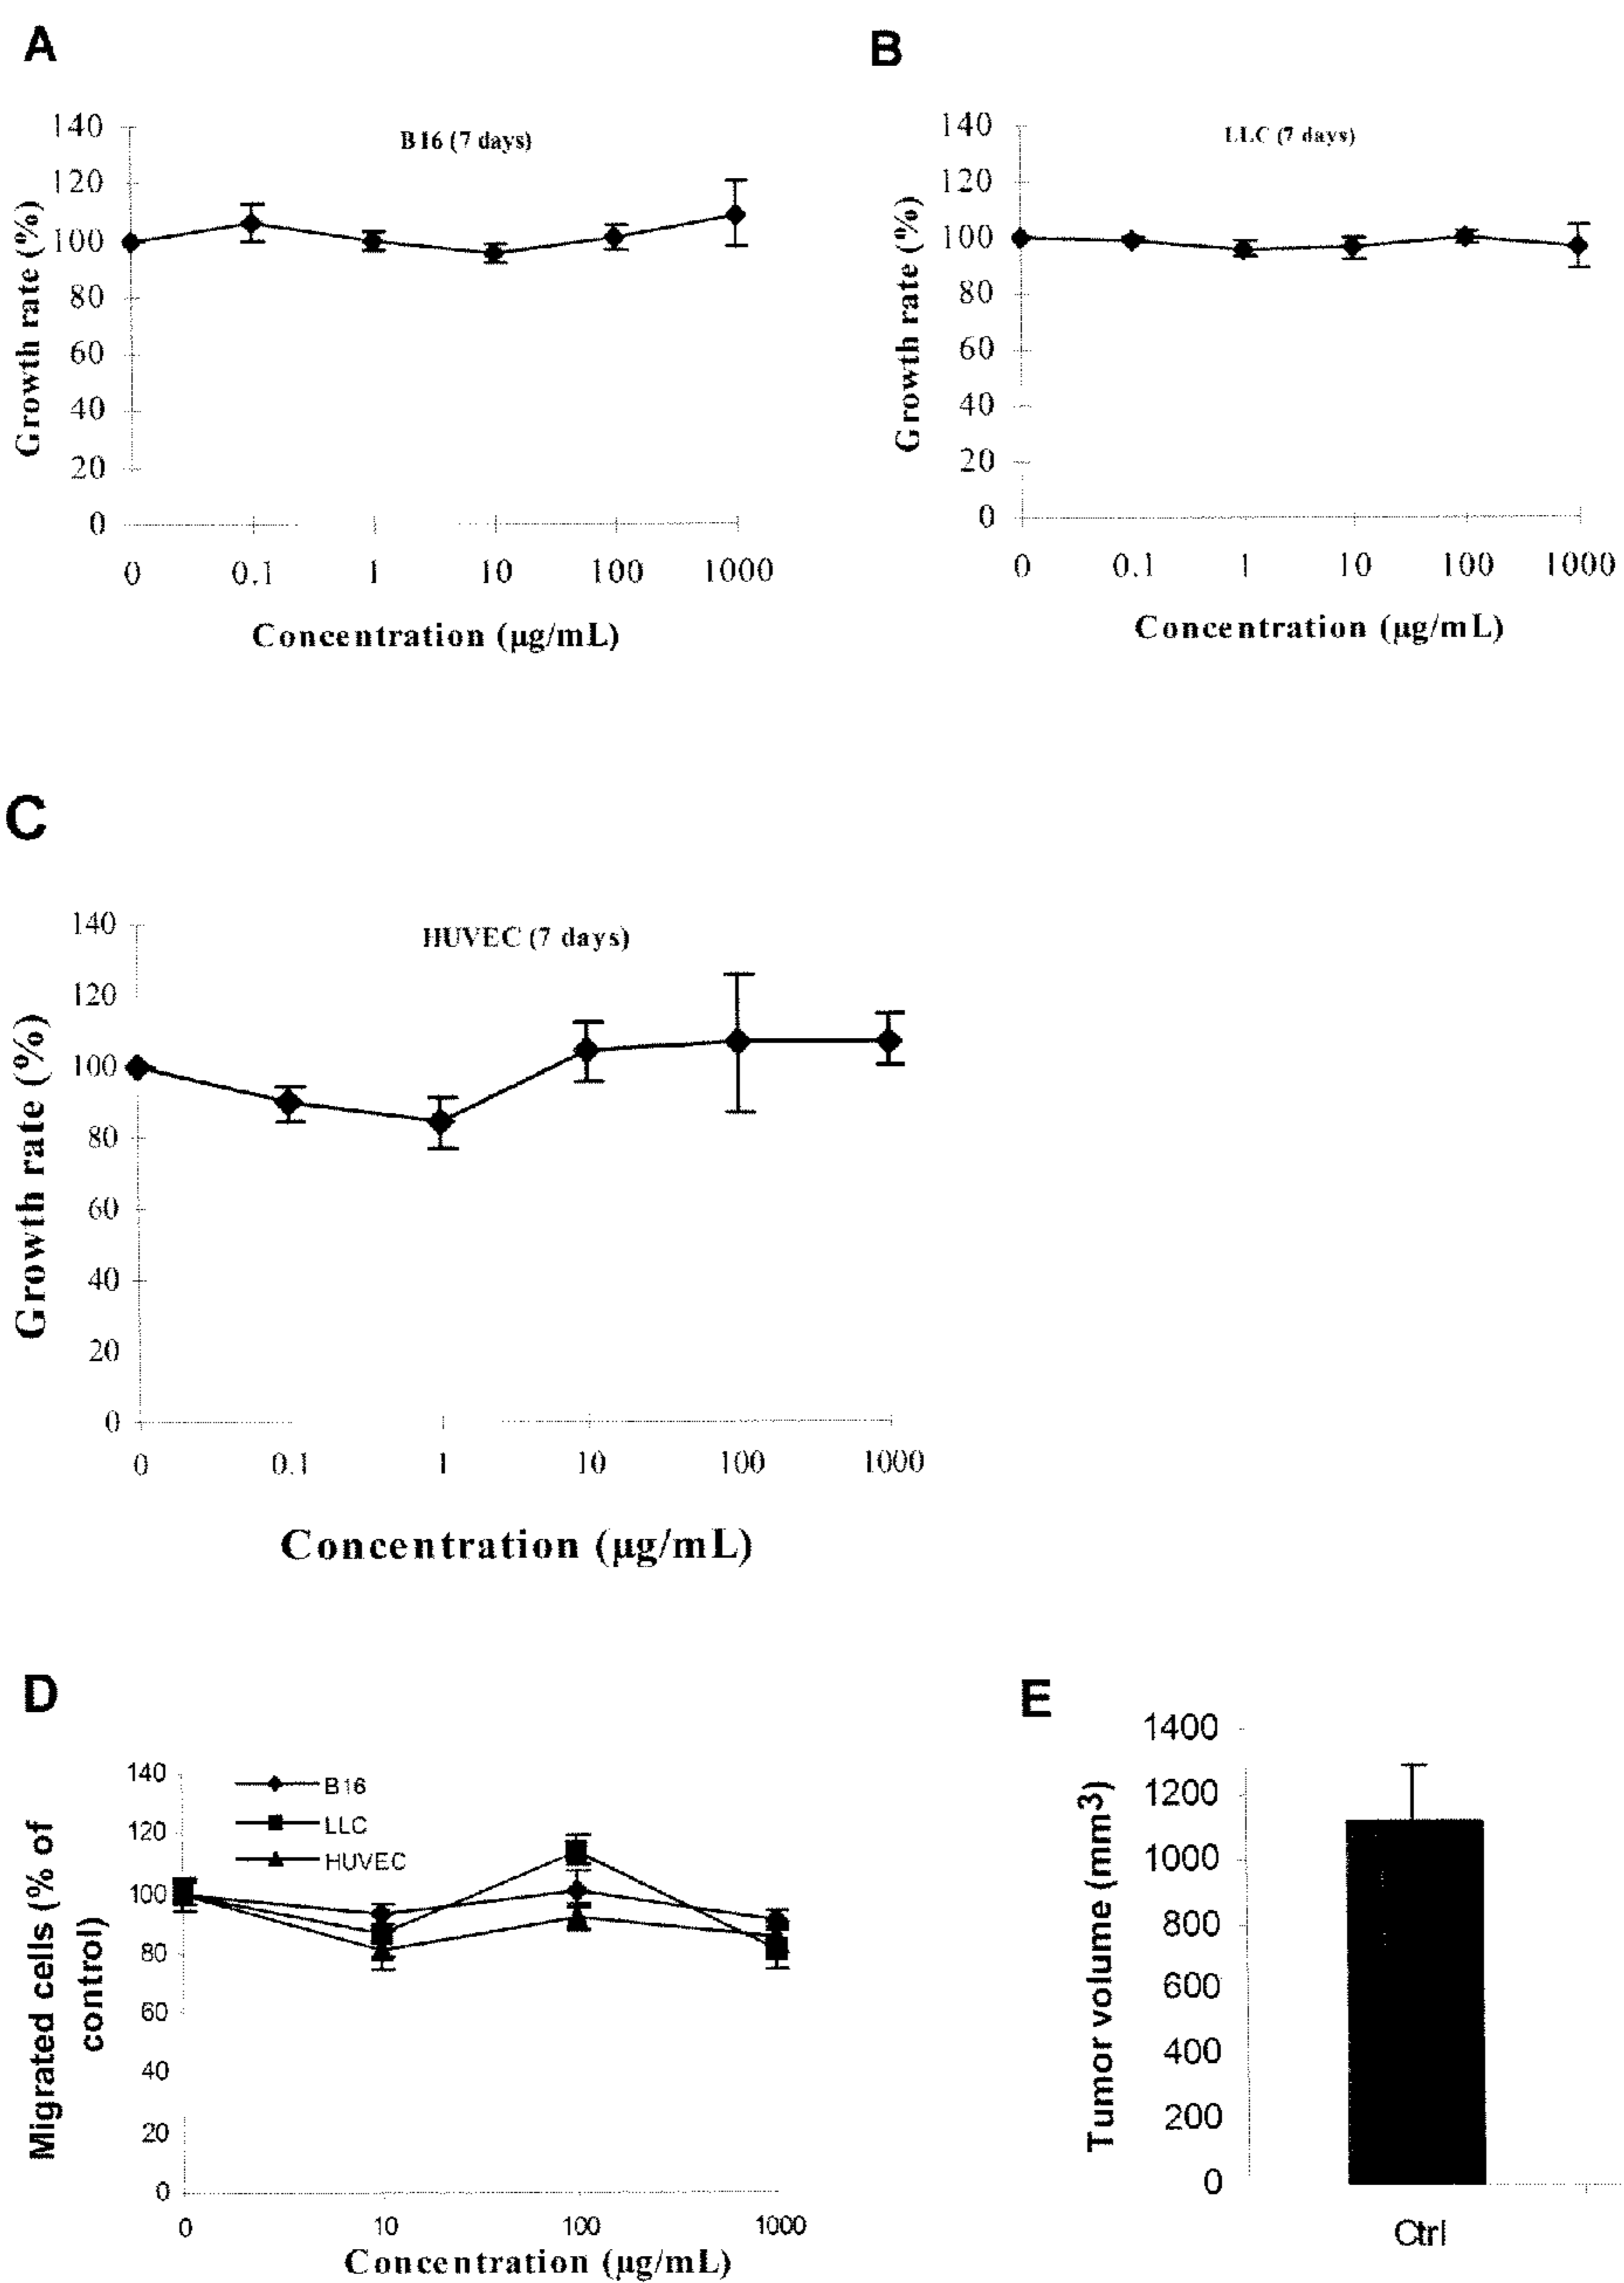 A
B16 (7 days)
140
120
100
80
60
40
20
0
Growth rate (%)
0 0.1 1 10 100 1000
Concentration (µg/mL)
B
LLC (7 days)
140
120
100
80
60
40
20
0
Growth rate (%)
0 0.1 1 10 100 1000
Concentration (µg/mL)
C
HUVEC (7 days)
140
120
100
80
60
40
20
0
Growth rate (%)
0 0.1 1 10 100 1000
Concentration (µg/mL)
D
B16
LLC
HUVEC
140
120
100
80
60
40
20
0
Migrated cells (% of
control)
0 10 100 1000
Concentration (µg/mL)
E
1400
1200
1000
800
600
400
200
0
Tumor volume (mm³)
Ctrl